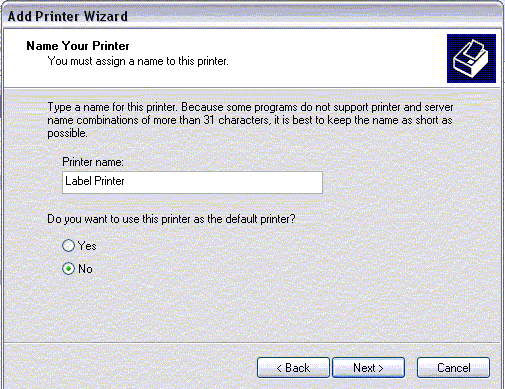 Add Printer Wizard
Name Your Printer
You must assign a name to this printer.
Type a name for this printer. Because some programs do not support printer and server
name combinations of more than 31 characters, it is best to keep the name as short as
possible.
Printer name:
Label Printer
Do you want to use this printer as the default printer?
Yes
No
< Back
Next >
Cancel